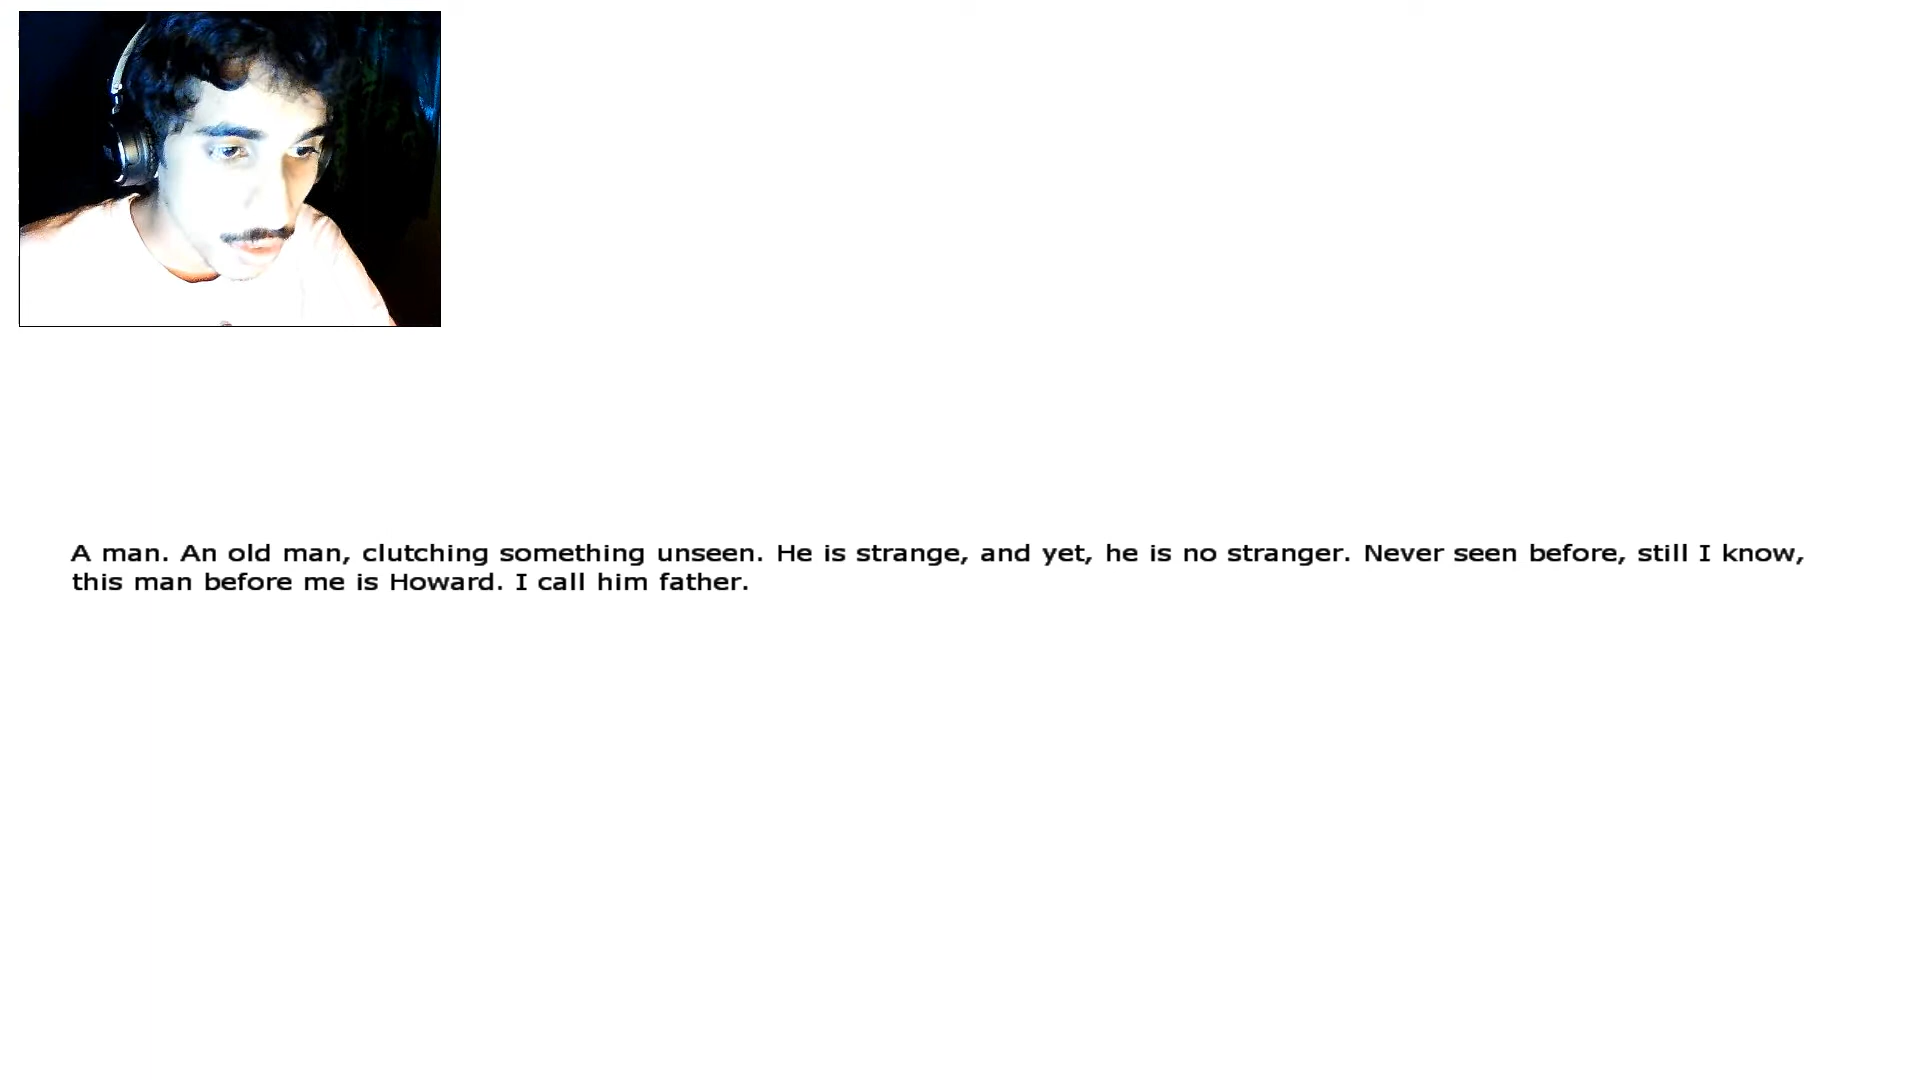 A man. An old man, clutching something unseen. He is strange, and yet, he is no stranger. Never seen before, still I know,
this man before me is Howard. I call him father.